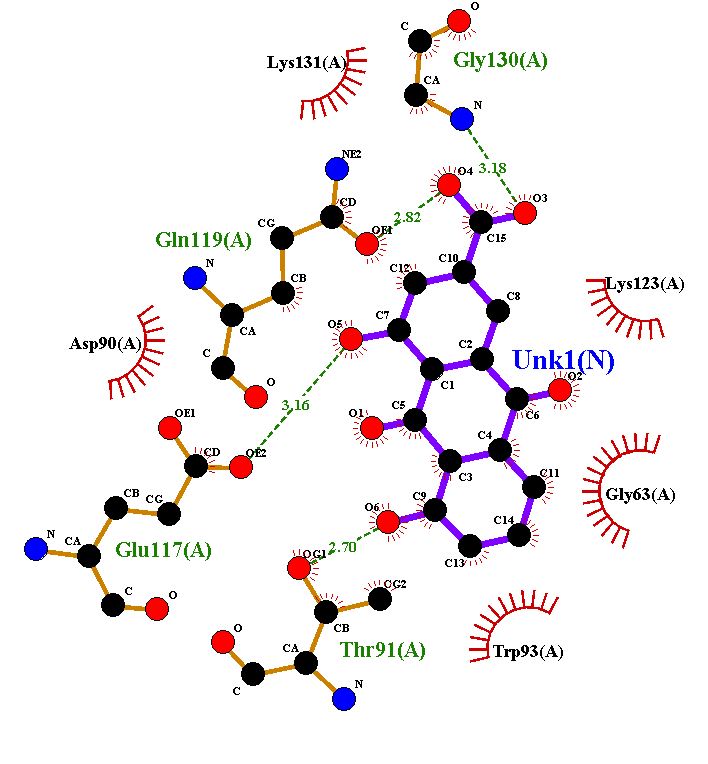 O
C
Lys131(A)
Gly130(A)
CA
N
NE2
3.18
O4
O3
CD
2.82
CG
OE1
C15
Gln119(A)
N
C10
C12
CB
Lys123(A)
CA
C7
C8
O5
Asp90(A)
C2
Unk1(N)
C
C1
O2
O
3.16
C6
OE1
O1
C5
C4
CD
OE2
C3
C11
CB
CG
O6
C9
Gly63(A)
C14
N
CA
Glu117(A)
2.70
OG1
C13
CG2
C
O
O
CB
CA
Thr91(A)
Trp93(A)
C
N